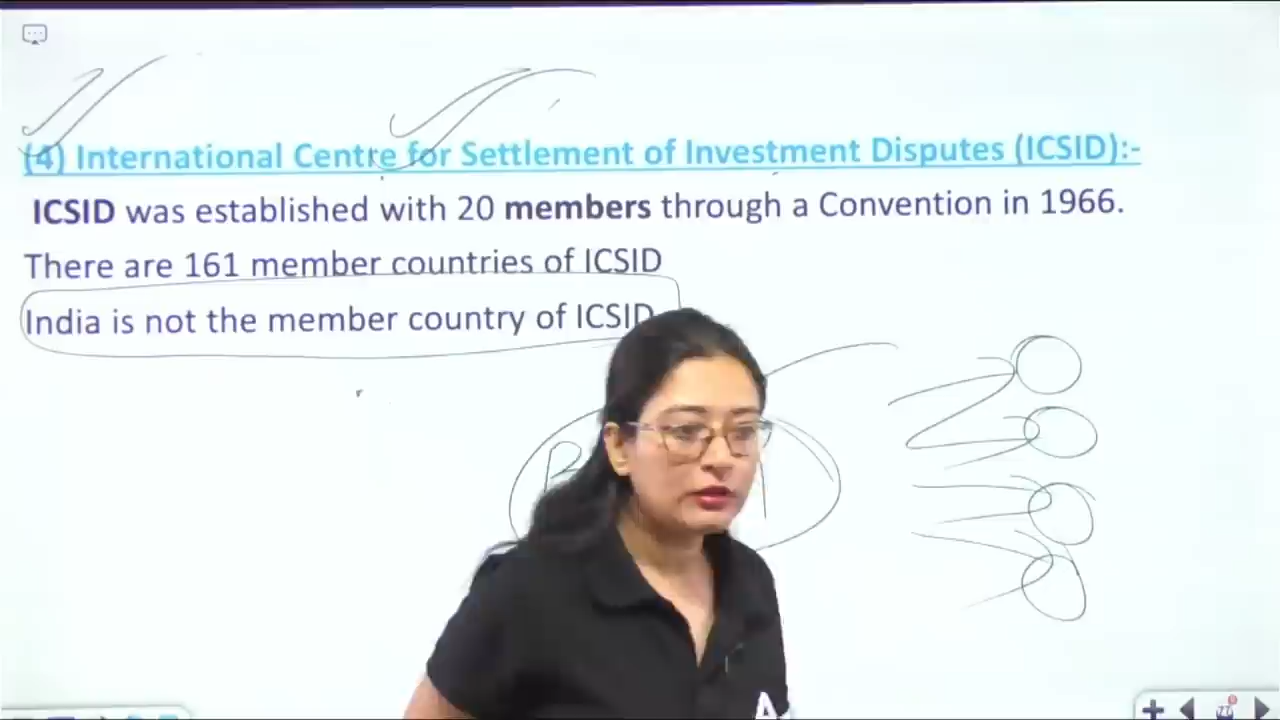 (4) International Centre for Settlement of Investment Disputes (ICSID):-
ICSID was established with 20 members through a Convention in 1966.
There are 161 member countries of ICSID
India is not the member country of ICSID